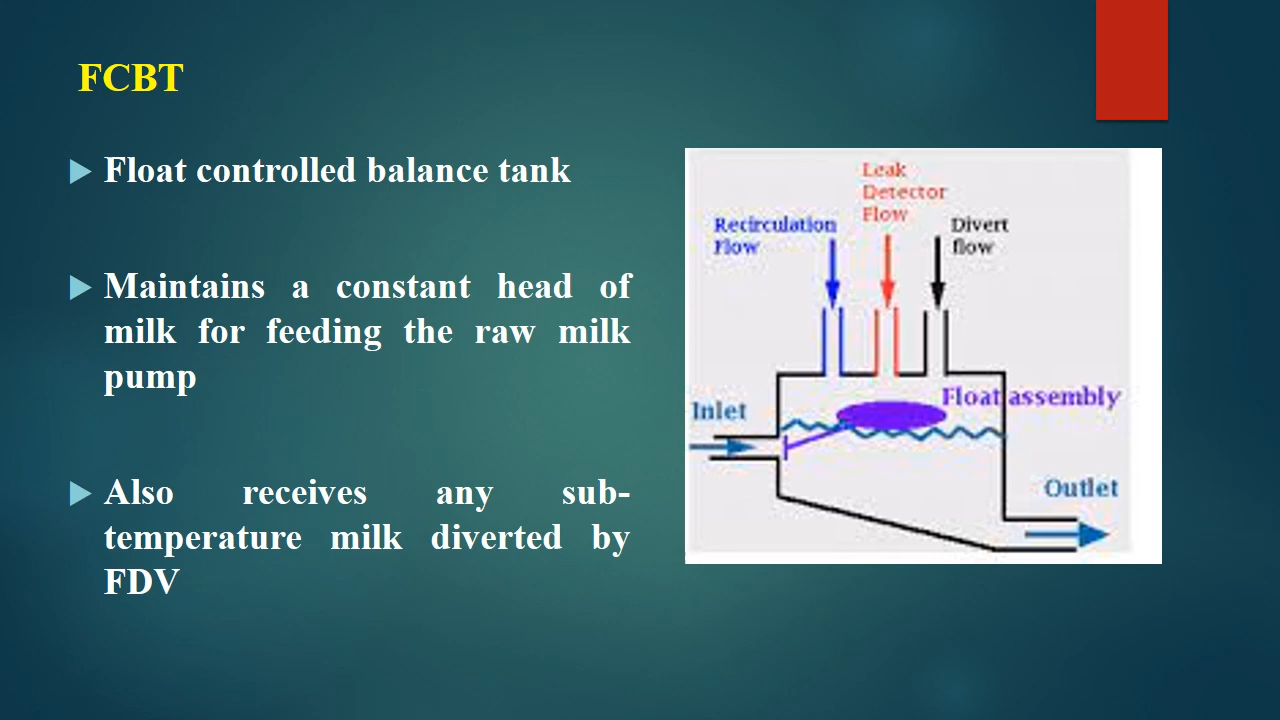 FCBT
Float controlled balance tank
Maintains a constant head of
milk for feeding the raw milk
pump
Also receives any sub-
temperature milk diverted by
FDV
Leak
Detector
Flow
Recirculation
Flow
Divert
flow
Float assembly
Inlet
Outlet